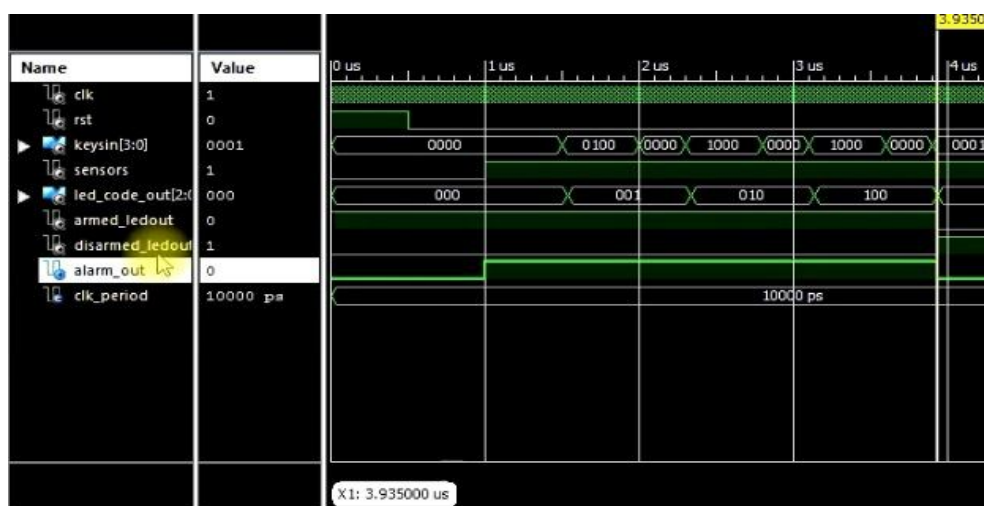 3.9350
Name Value 0 us 1 us 2 us 3 us 4 us
clk 1
rst 0
keysin[3:0] 0001 0000 0100 0000 1000 0000 1000 0000 0001
sensors 1
led_code_out[2:( 000 000 001 010 100
armed_ledout 0
disarmed_ledout 1
alarm_out 0
clk_period 10000 ps 10000 ps
X1: 3.935000 us